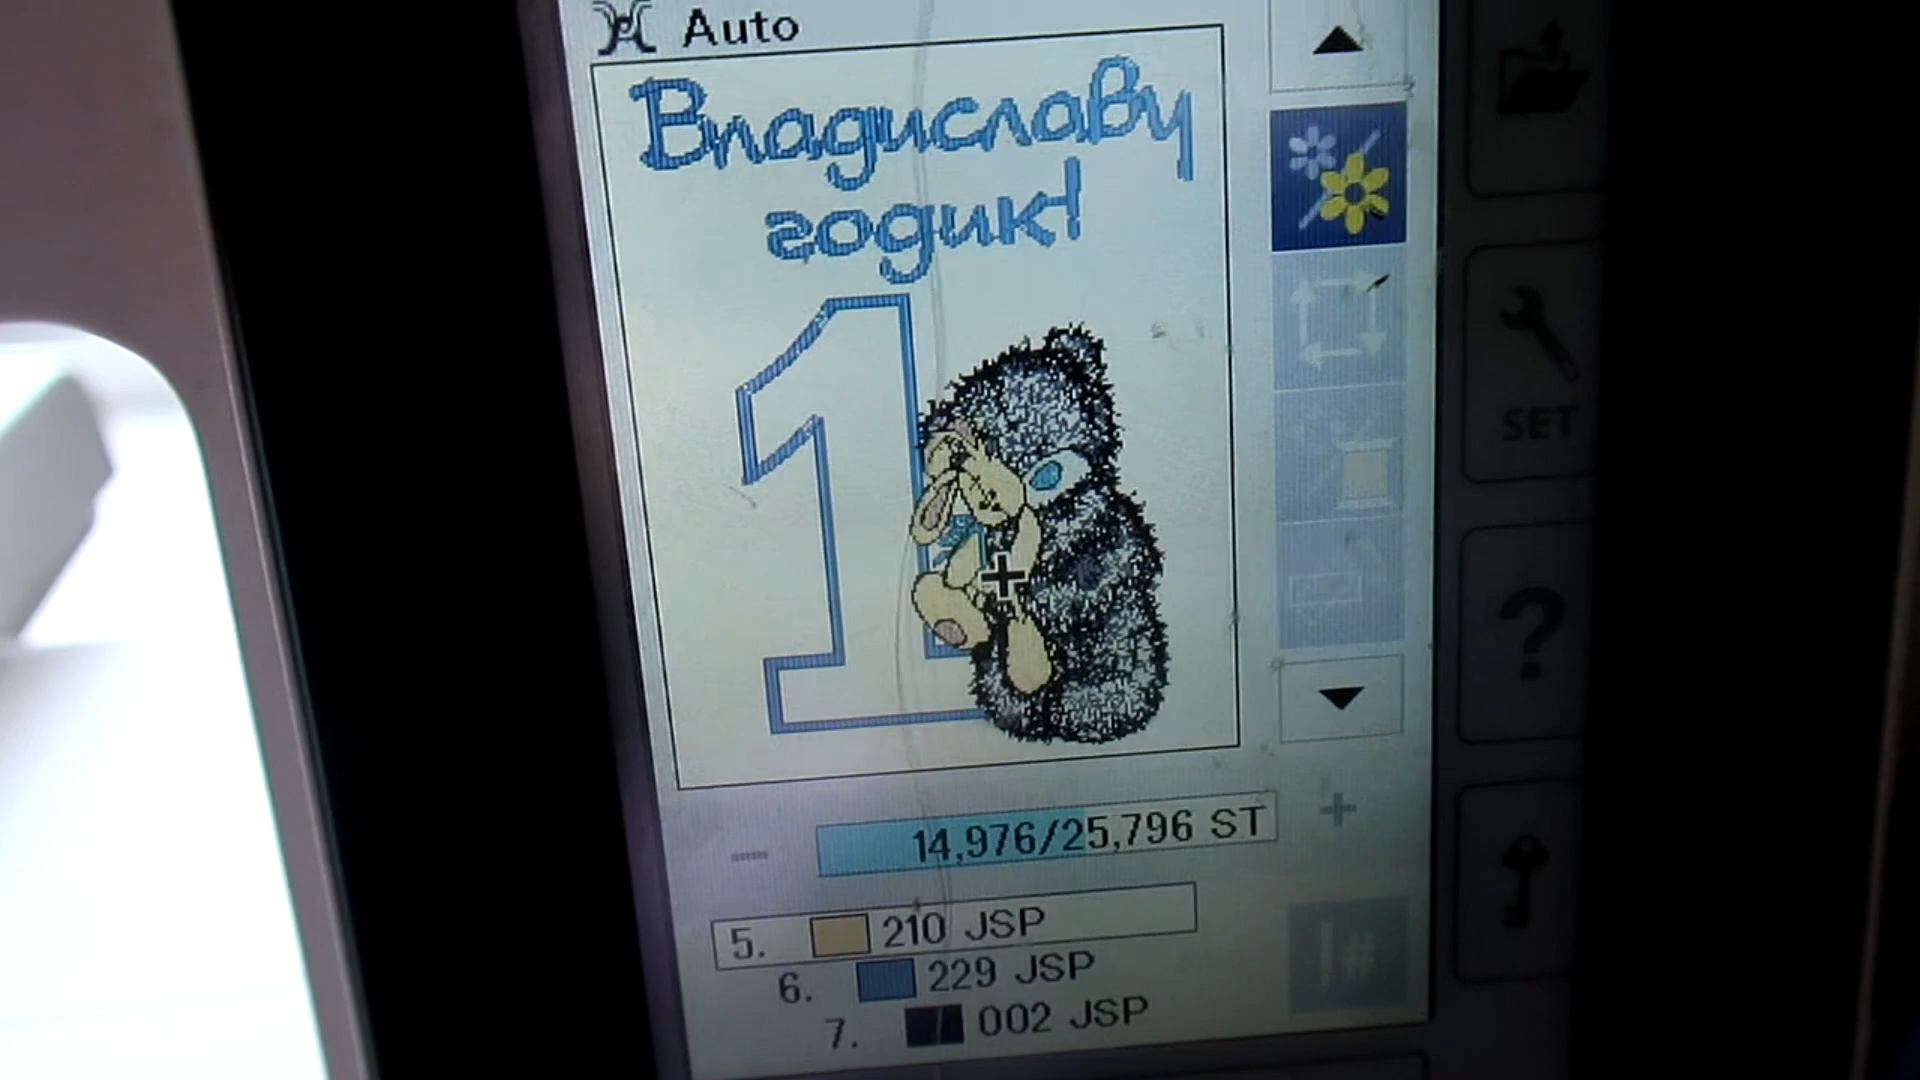 Auto
Владиславу
годик!
1
14,976/25,796 ST
5. 210 JSP
6. 229 JSP
7. 002 JSP
SET
?
#